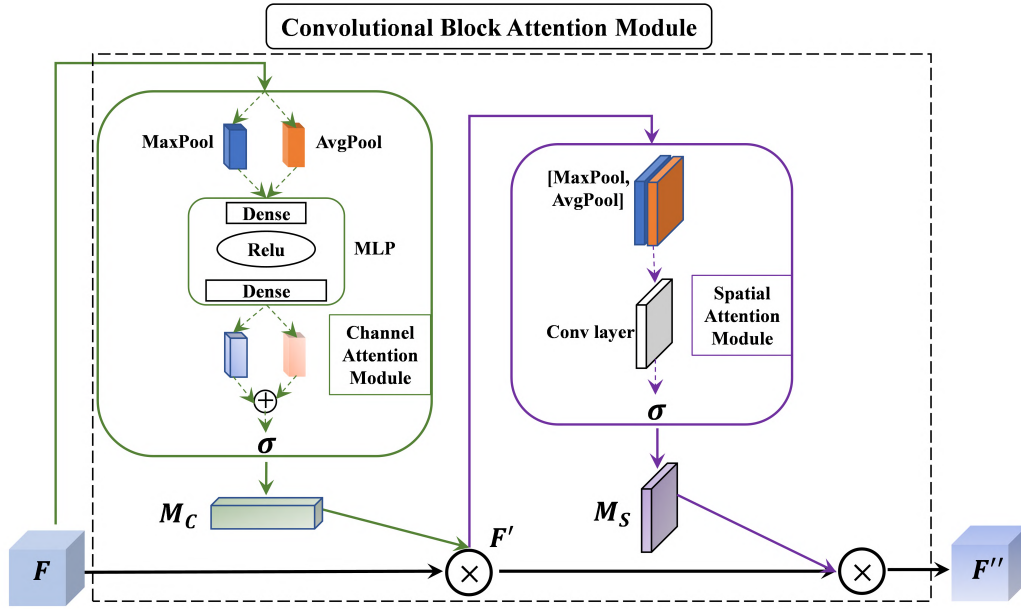 Convolutional Block Attention Module
MaxPool
AvgPool
Dense
Relu
MLP
Dense
Channel
Attention
Module
+
σ
M_C
[MaxPool,
AvgPool]
Conv layer
Spatial
Attention
Module
σ
M_S
F
F′
×
×
F′′